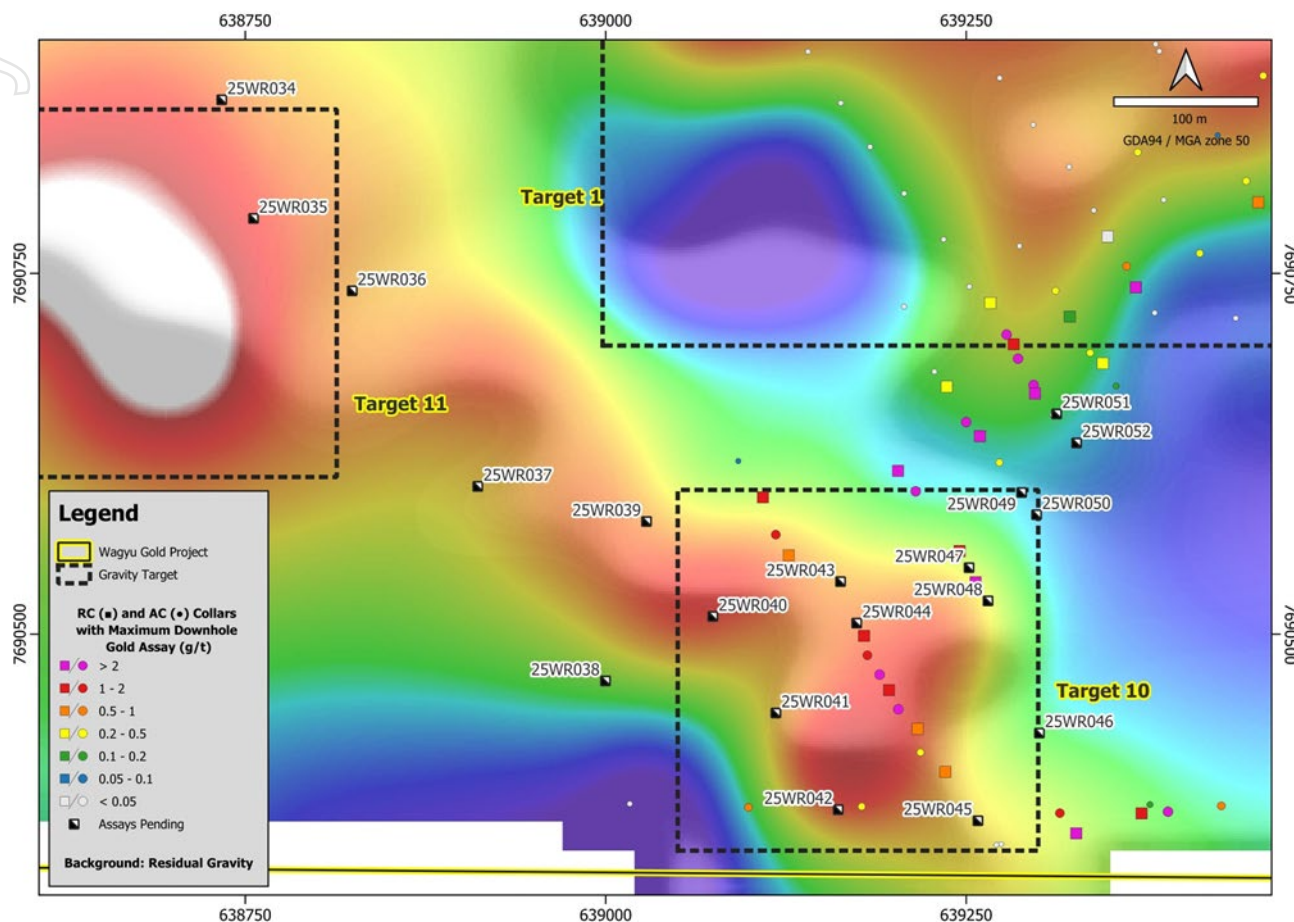 638750
639000
639250
25WR034
100 m
GDA94 / MGA zone 50
Target 1
25WR035
7690750
7690750
25WR036
Target 11
25WR051
25WR052
25WR037
25WR039
25WR049
25WR050
25WR047
25WR043
25WR048
25WR040
25WR044
7690500
7690500
25WR038
Target 10
25WR041
25WR046
25WR042
25WR045
Legend
Wagyu Gold Project
Gravity Target
RC (■) and AC (●) Collars
with Maximum Downhole
Gold Assay (g/t)
> 2
1 - 2
0.5 - 1
0.2 - 0.5
0.1 - 0.2
0.05 - 0.1
< 0.05
Assays Pending
Background: Residual Gravity
638750
639000
639250